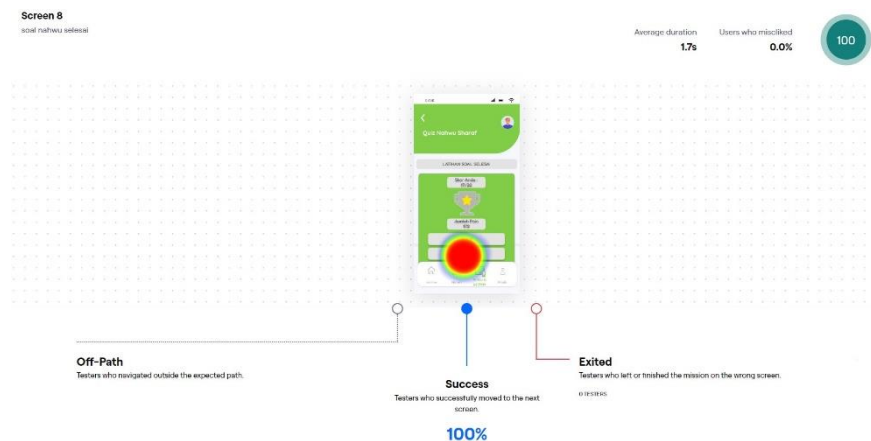 Screen 8
soal nahwu selesai
Average duration
1.7s
Users who misclicked
0.0%
100
Quiz Nahwu Sharaf
Off-Path
Testers who navigated outside the expected path.
Success
Testers who successfully moved to the next
screen.
100%
Exited
Testers who left or finished the mission on the wrong screen.
0 TESTERS